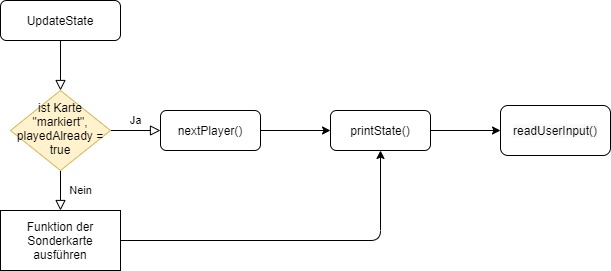 UpdateState
ist Karte
"markiert",
playedAlready =
true
Ja
nextPlayer()
printState()
readUserInput()
Nein
Funktion der
Sonderkarte
ausführen